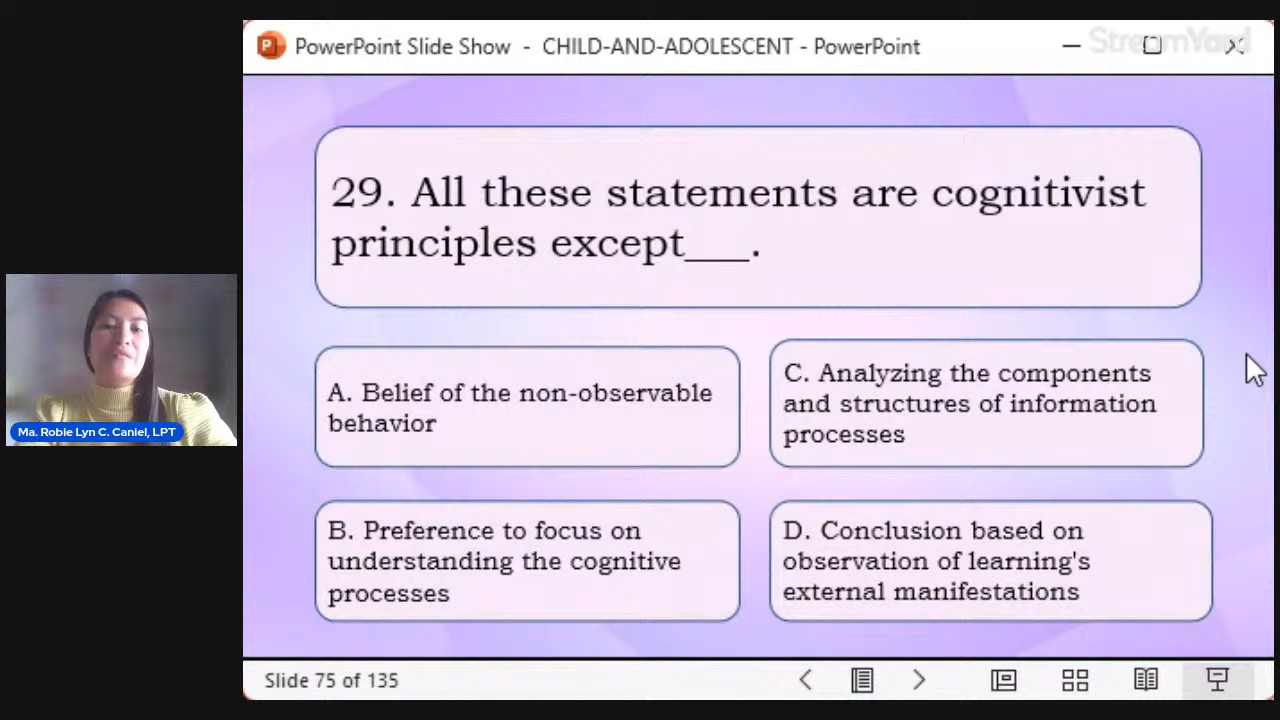 PowerPoint Slide Show - CHILD-AND-ADOLESCENT - PowerPoint
StreamYard
29. All these statements are cognitivist
principles except___.
A. Belief of the non-observable
behavior
C. Analyzing the components
and structures of information
processes
B. Preference to focus on
understanding the cognitive
processes
D. Conclusion based on
observation of learning's
external manifestations
Ma. Robie Lyn C. Caniel, LPT
Slide 75 of 135